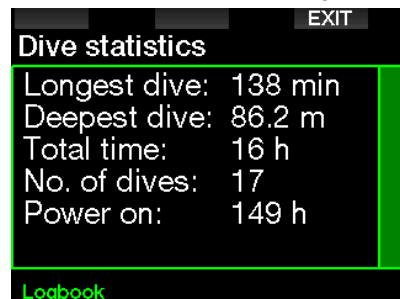 EXIT
Dive statistics
Longest dive: 138 min
Deepest dive: 86.2 m
Total time: 16 h
No. of dives: 17
Power on: 149 h
Logbook